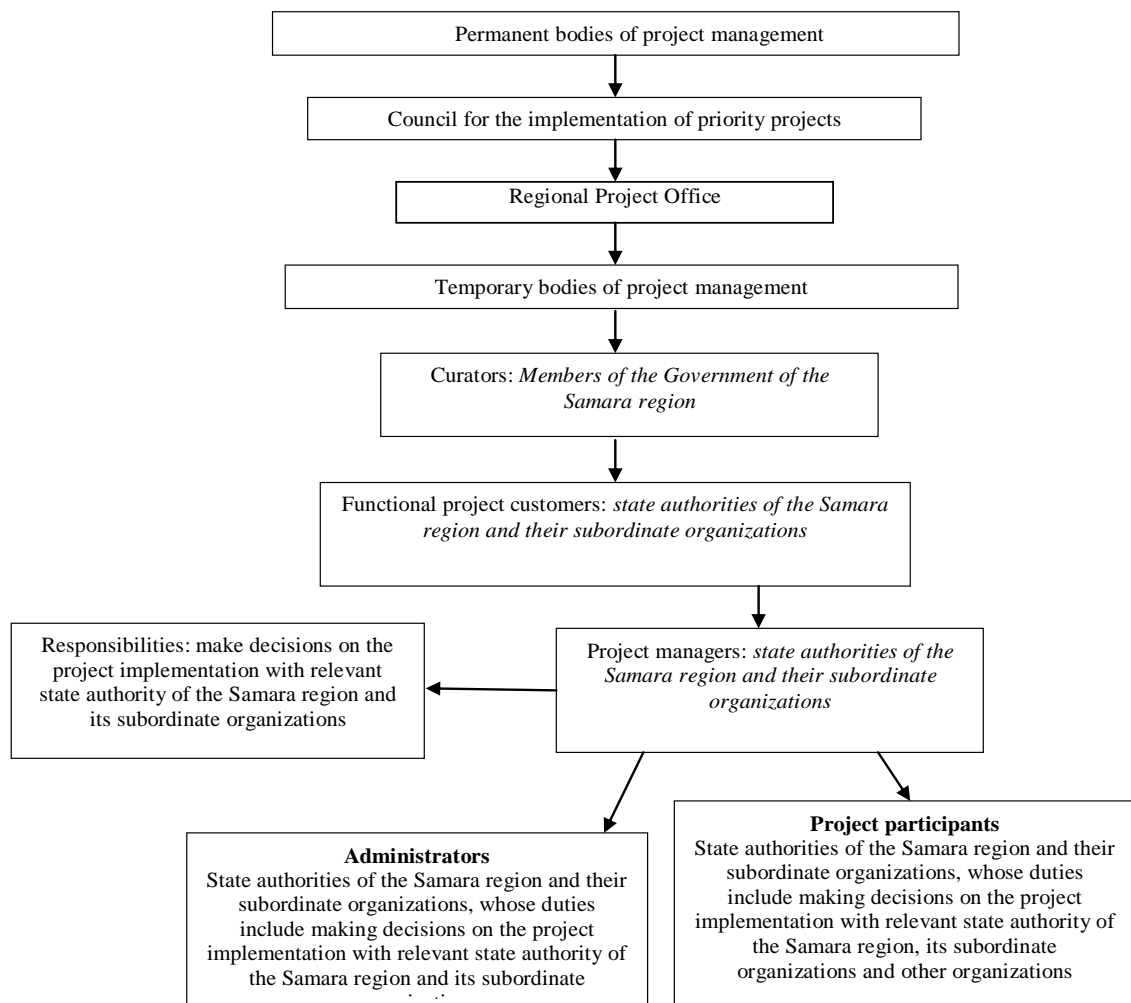 Permanent bodies of project management
Council for the implementation of priority projects
Regional Project Office
Temporary bodies of project management
Curators: Members of the Government of the
Samara region
Functional project customers: state authorities of the Samara
region and their subordinate organizations
Responsibilities: make decisions on the
project implementation with relevant
state authority of the Samara region and
its subordinate organizations
Project managers: state authorities of the
Samara region and their subordinate
organizations
Administrators
State authorities of the Samara region and their
subordinate organizations, whose duties
include making decisions on the project
implementation with relevant state authority of
the Samara region and its subordinate
Project participants
State authorities of the Samara region and their
subordinate organizations, whose duties
include making decisions on the project
implementation with relevant state authority of
the Samara region, its subordinate
organizations and other organizations